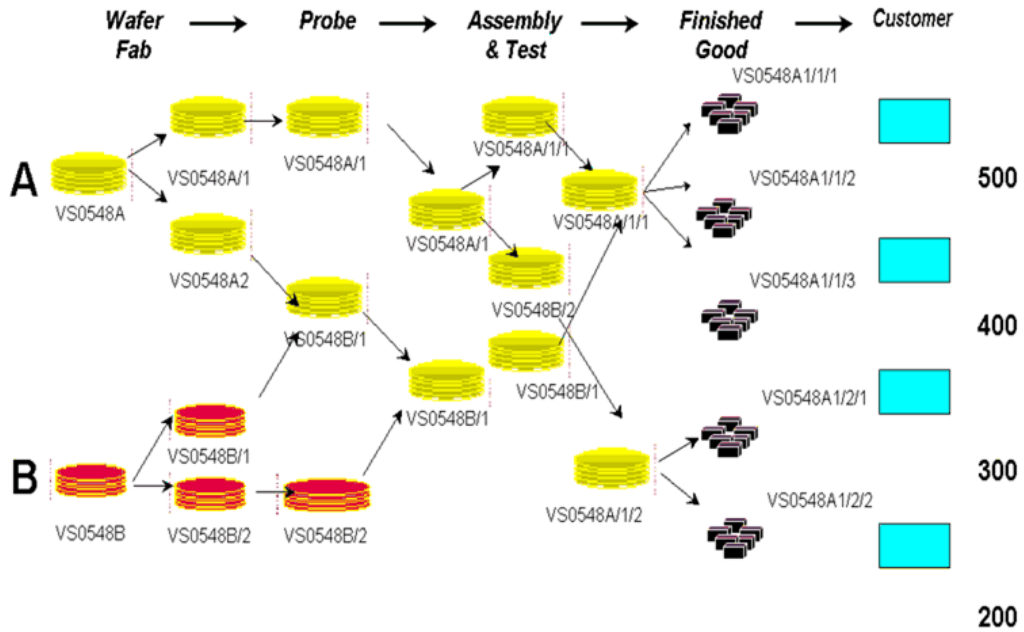 Wafer
Fab
Probe
Assembly
& Test
Finished
Good
Customer
VS0548A1/1/1
VS0548A/1/1
VS0548A/1
VS0548A/1
A
500
VS0548A1/1/2
VS0548A
VS0548A/1/1
VS0548A/1
VS0548A2
VS0548A1/1/3
VS0548B/2
400
VS0548B/1
VS0548B/1
VS0548A1/2/1
VS0548B/1
VS0548B/1
B
300
VS0548A1/2/2
VS0548A/1/2
VS0548B
VS0548B/2
VS0548B/2
200